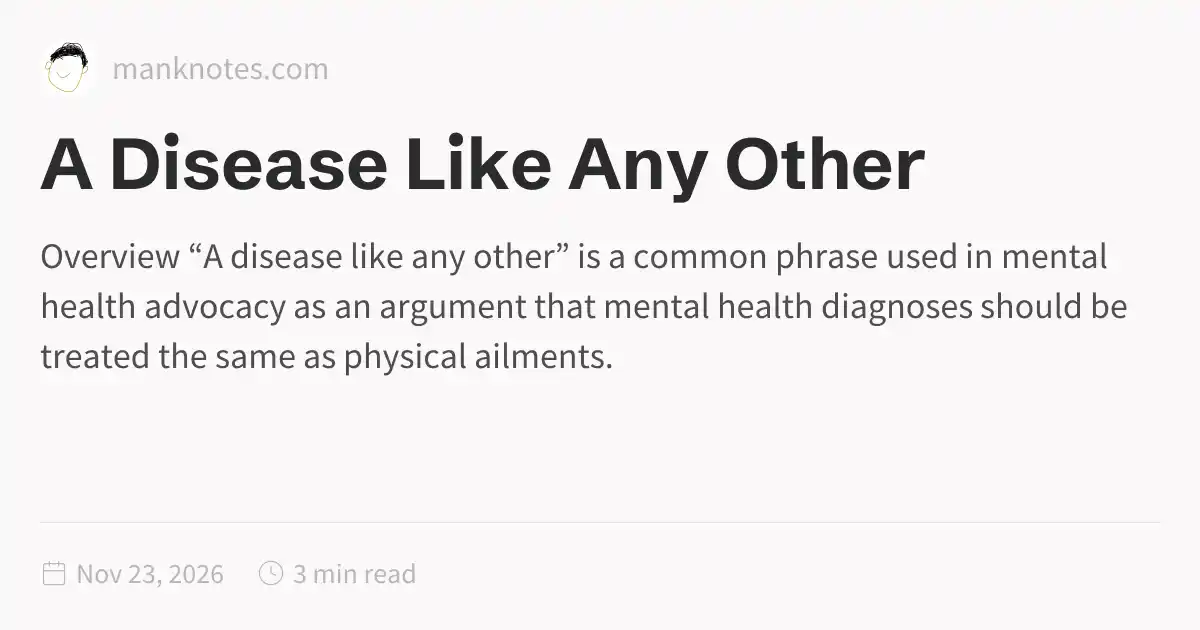 manknotes.com
A Disease Like Any Other
Overview “A disease like any other” is a common phrase used in mental
health advocacy as an argument that mental health diagnoses should be
treated the same as physical ailments.
Nov 23, 2026 3 min read